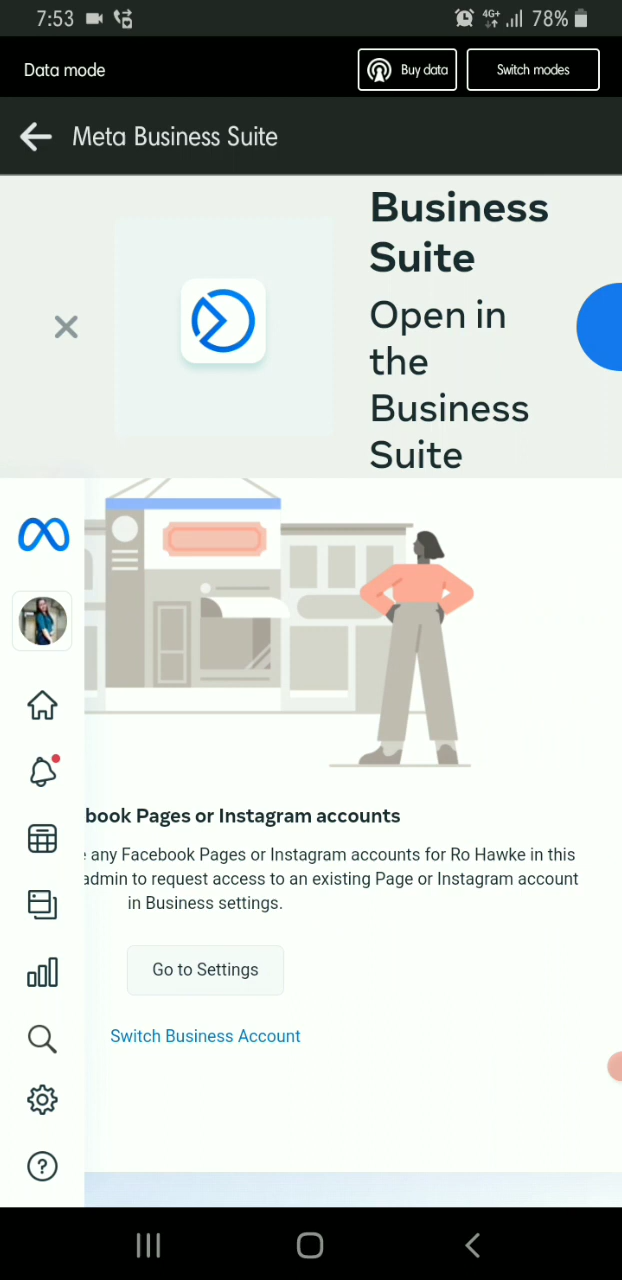 7:53
4G+ 78%
Data mode
Buy data
Switch modes
Meta Business Suite
Business
Suite
Open in
the
Business
Suite
book Pages or Instagram accounts
any Facebook Pages or Instagram accounts for Ro Hawke in this
admin to request access to an existing Page or Instagram account
in Business settings.
Go to Settings
Switch Business Account